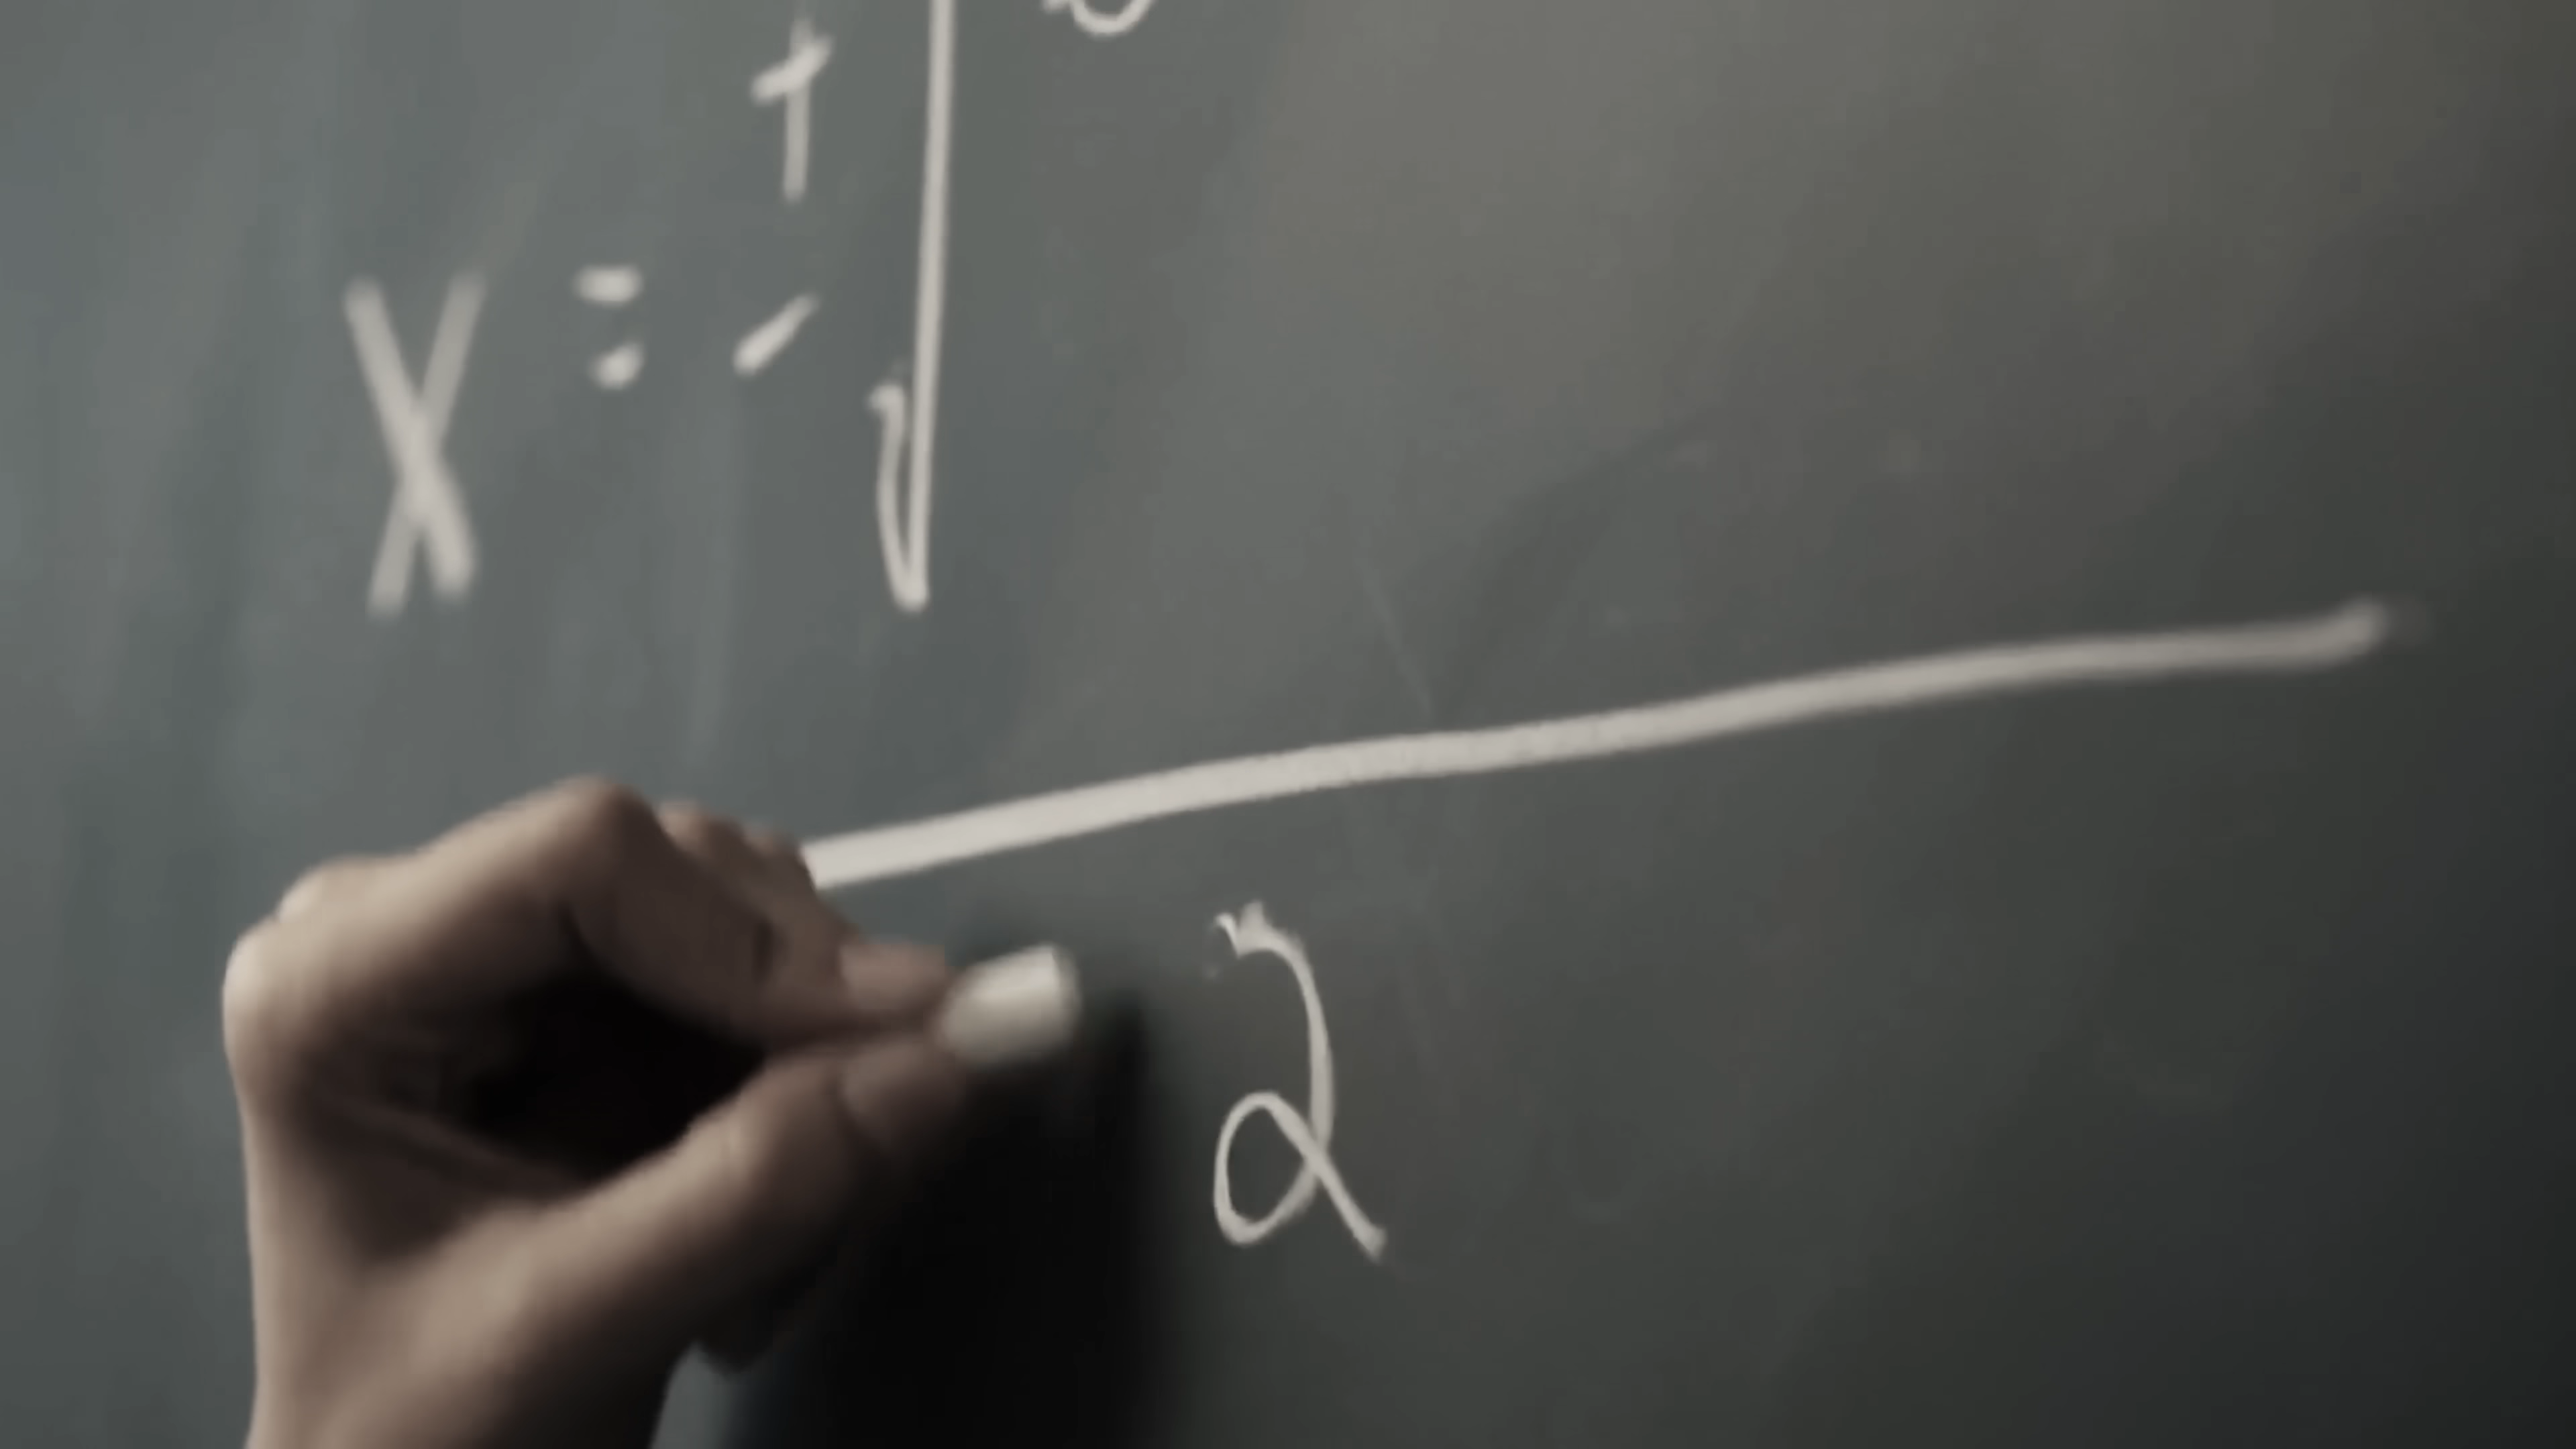 x = ± √
2